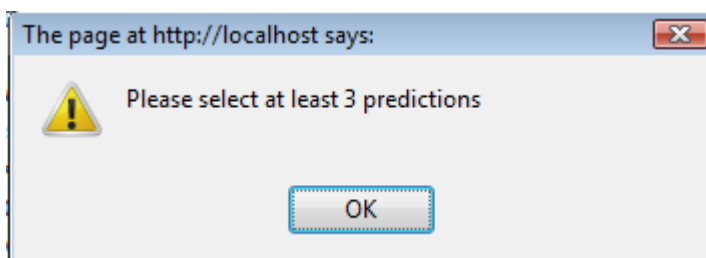 The page at http://localhost says:
Please select at least 3 predictions
OK